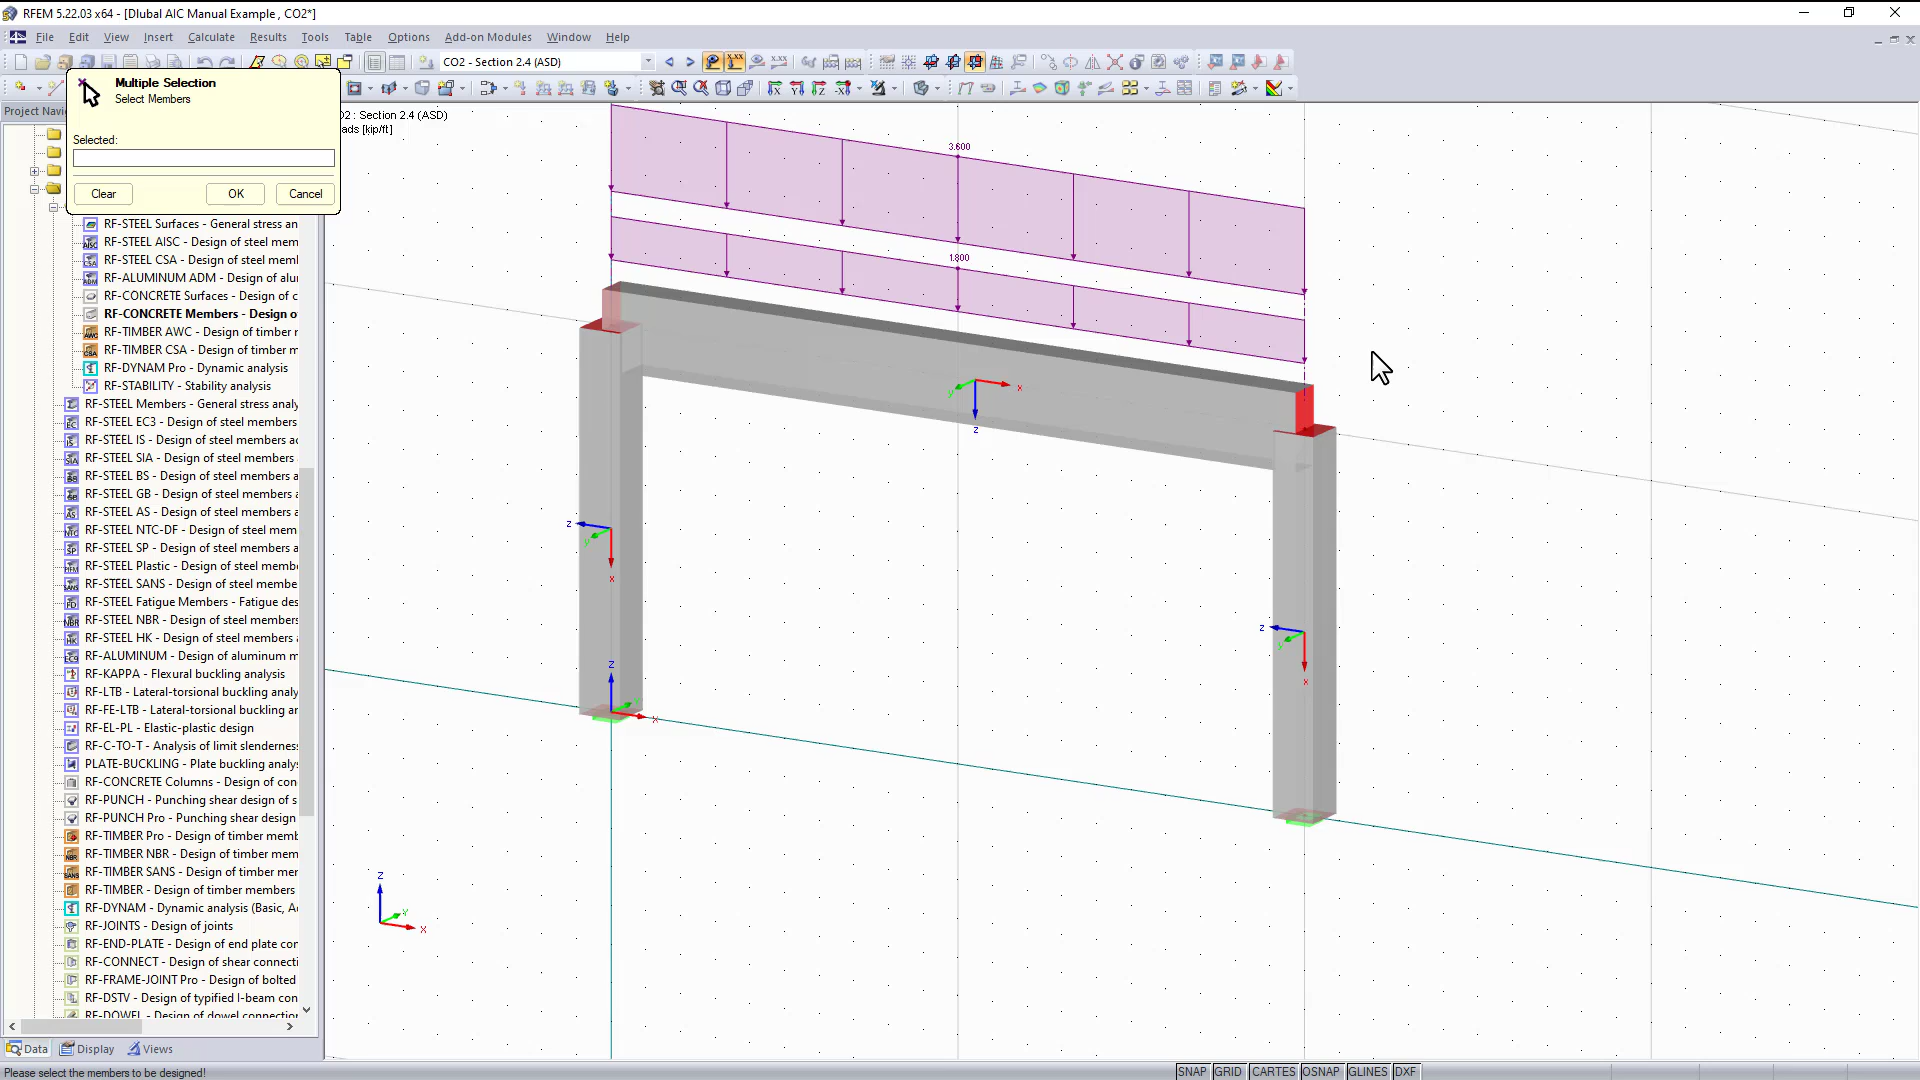 RFEM 5.22.03 x64 - [Dlubal AIC Manual Example , CO2*]
File Edit View Insert Calculate Results Tools Table Options Add-on Modules Window Help
CO2 - Section 2.4 (ASD)
Multiple Selection
Select Members
Selected:
Clear OK Cancel
Project Navi
O2 : Section 2.4 (ASD)
ads [kip/ft]
3.600
1.800
RF-STEEL Surfaces - General stress an
RF-STEEL AISC - Design of steel mem
RF-STEEL CSA - Design of steel meml
RF-ALUMINUM ADM - Design of alur
RF-CONCRETE Surfaces - Design of c
RF-CONCRETE Members - Design o
RF-TIMBER AWC - Design of timber r
RF-TIMBER CSA - Design of timber m
RF-DYNAM Pro - Dynamic analysis
RF-STABILITY - Stability analysis
RF-STEEL Members - General stress analy
RF-STEEL EC3 - Design of steel members
RF-STEEL IS - Design of steel members ac
RF-STEEL SIA - Design of steel members
RF-STEEL BS - Design of steel members a
RF-STEEL GB - Design of steel members a
RF-STEEL AS - Design of steel members a
RF-STEEL NTC-DF - Design of steel mem
RF-STEEL SP - Design of steel members a
RF-STEEL Plastic - Design of steel membe
RF-STEEL SANS - Design of steel membe
RF-STEEL Fatigue Members - Fatigue des
RF-STEEL NBR - Design of steel members
RF-STEEL HK - Design of steel members a
RF-ALUMINUM - Design of aluminum m
RF-KAPPA - Flexural buckling analysis
RF-LTB - Lateral-torsional buckling analy
RF-FE-LTB - Lateral-torsional buckling ar
RF-EL-PL - Elastic-plastic design
RF-C-TO-T - Analysis of limit slenderness
PLATE-BUCKLING - Plate buckling analys
RF-CONCRETE Columns - Design of con
RF-PUNCH - Punching shear design of s
RF-PUNCH Pro - Punching shear design
RF-TIMBER Pro - Design of timber memb
RF-TIMBER NBR - Design of timber mem
RF-TIMBER SANS - Design of timber mer
RF-TIMBER - Design of timber members
RF-DYNAM - Dynamic analysis (Basic, Ac
RF-JOINTS - Design of joints
RF-END-PLATE - Design of end plate con
RF-CONNECT - Design of shear connecti
RF-FRAME-JOINT Pro - Design of bolted
RF-DSTV - Design of typified I-beam con
RF-DOWEL - Design of dowel connection
x
y
z
z
y
x
z
y
x
Z
X
Z
Y
X
Data Display Views
Please select the members to be designed!
SNAP GRID CARTES OSNAP GLINES DXF